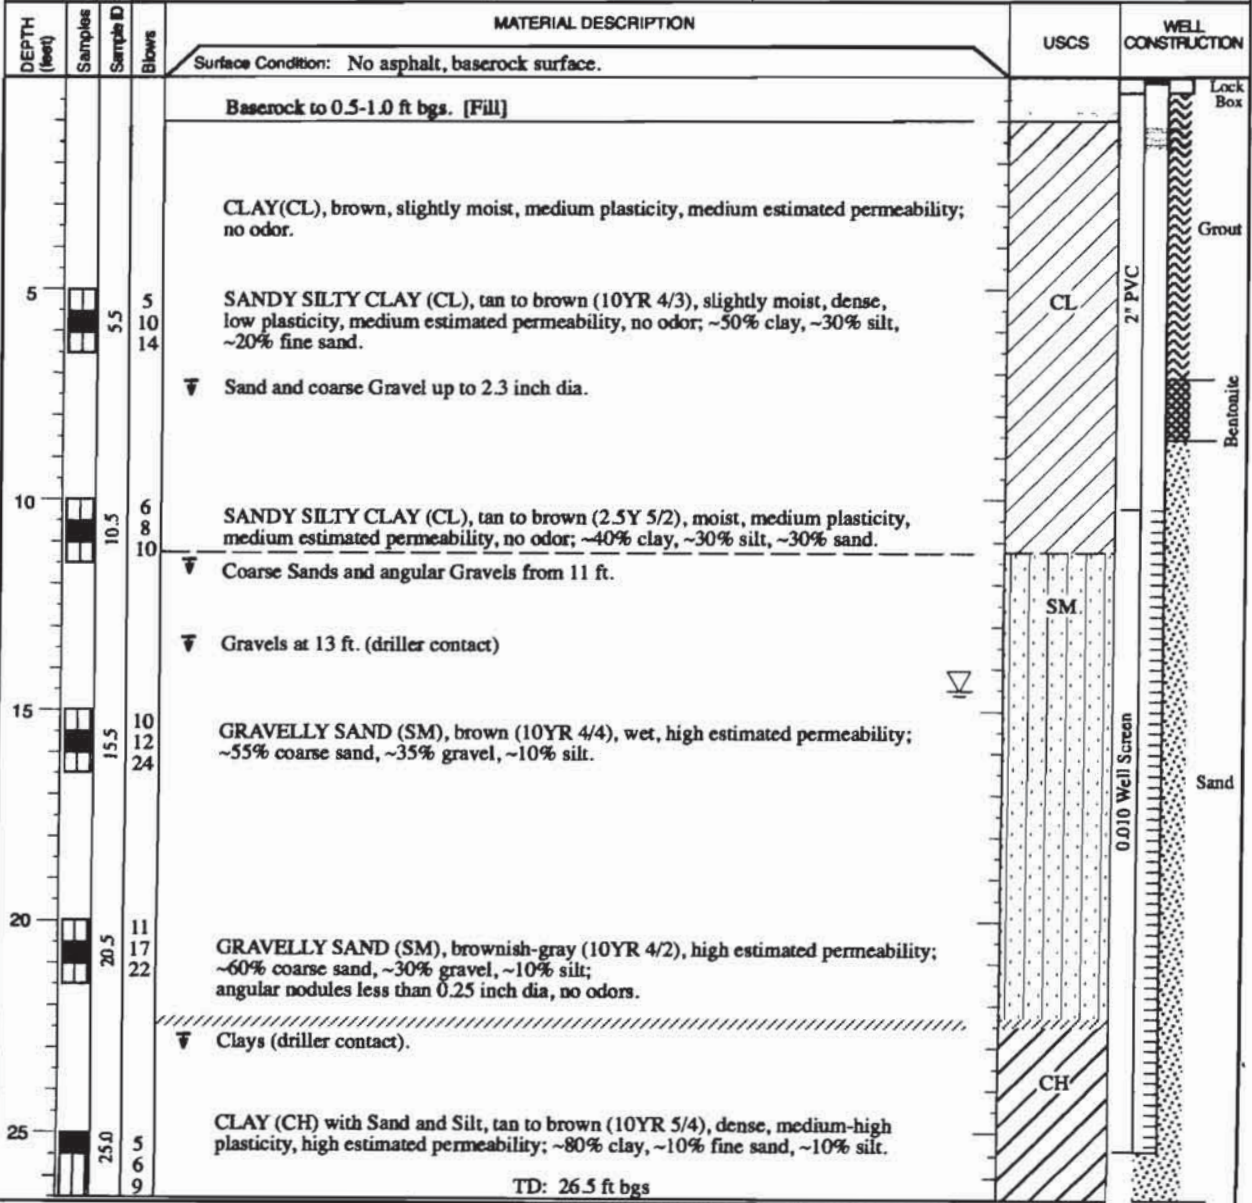 DEPTH (feet)
Samples
Sample ID
Blows
MATERIAL DESCRIPTION
USCS
WELL CONSTRUCTION
Surface Condition: No asphalt, baserock surface.
Lock
Box
Baserock to 0.5-1.0 ft bgs. [Fill]
CLAY(CL), brown, slightly moist, medium plasticity, medium estimated permeability;
no odor.
Grout
2" PVC
5
5.5
5
10
14
SANDY SILTY CLAY (CL), tan to brown (10YR 4/3), slightly moist, dense,
low plasticity, medium estimated permeability, no odor; ~50% clay, ~30% silt,
~20% fine sand.
CL
Sand and coarse Gravel up to 2.3 inch dia.
Bentonite
10
10.5
6
8
10
SANDY SILTY CLAY (CL), tan to brown (2.5Y 5/2), moist, medium plasticity,
medium estimated permeability, no odor; ~40% clay, ~30% silt, ~30% sand.
Coarse Sands and angular Gravels from 11 ft.
SM
Gravels at 13 ft. (driller contact)
15
15.5
10
12
24
GRAVELLY SAND (SM), brown (10YR 4/4), wet, high estimated permeability;
~55% coarse sand, ~35% gravel, ~10% silt.
0.010 Well Screen
Sand
20
20.5
11
17
22
GRAVELLY SAND (SM), brownish-gray (10YR 4/2), high estimated permeability;
~60% coarse sand, ~30% gravel, ~10% silt;
angular nodules less than 0.25 inch dia, no odors.
Clays (driller contact).
CH
25
25.0
5
6
9
CLAY (CH) with Sand and Silt, tan to brown (10YR 5/4), dense, medium-high
plasticity, high estimated permeability; ~80% clay, ~10% fine sand, ~10% silt.
TD: 26.5 ft bgs